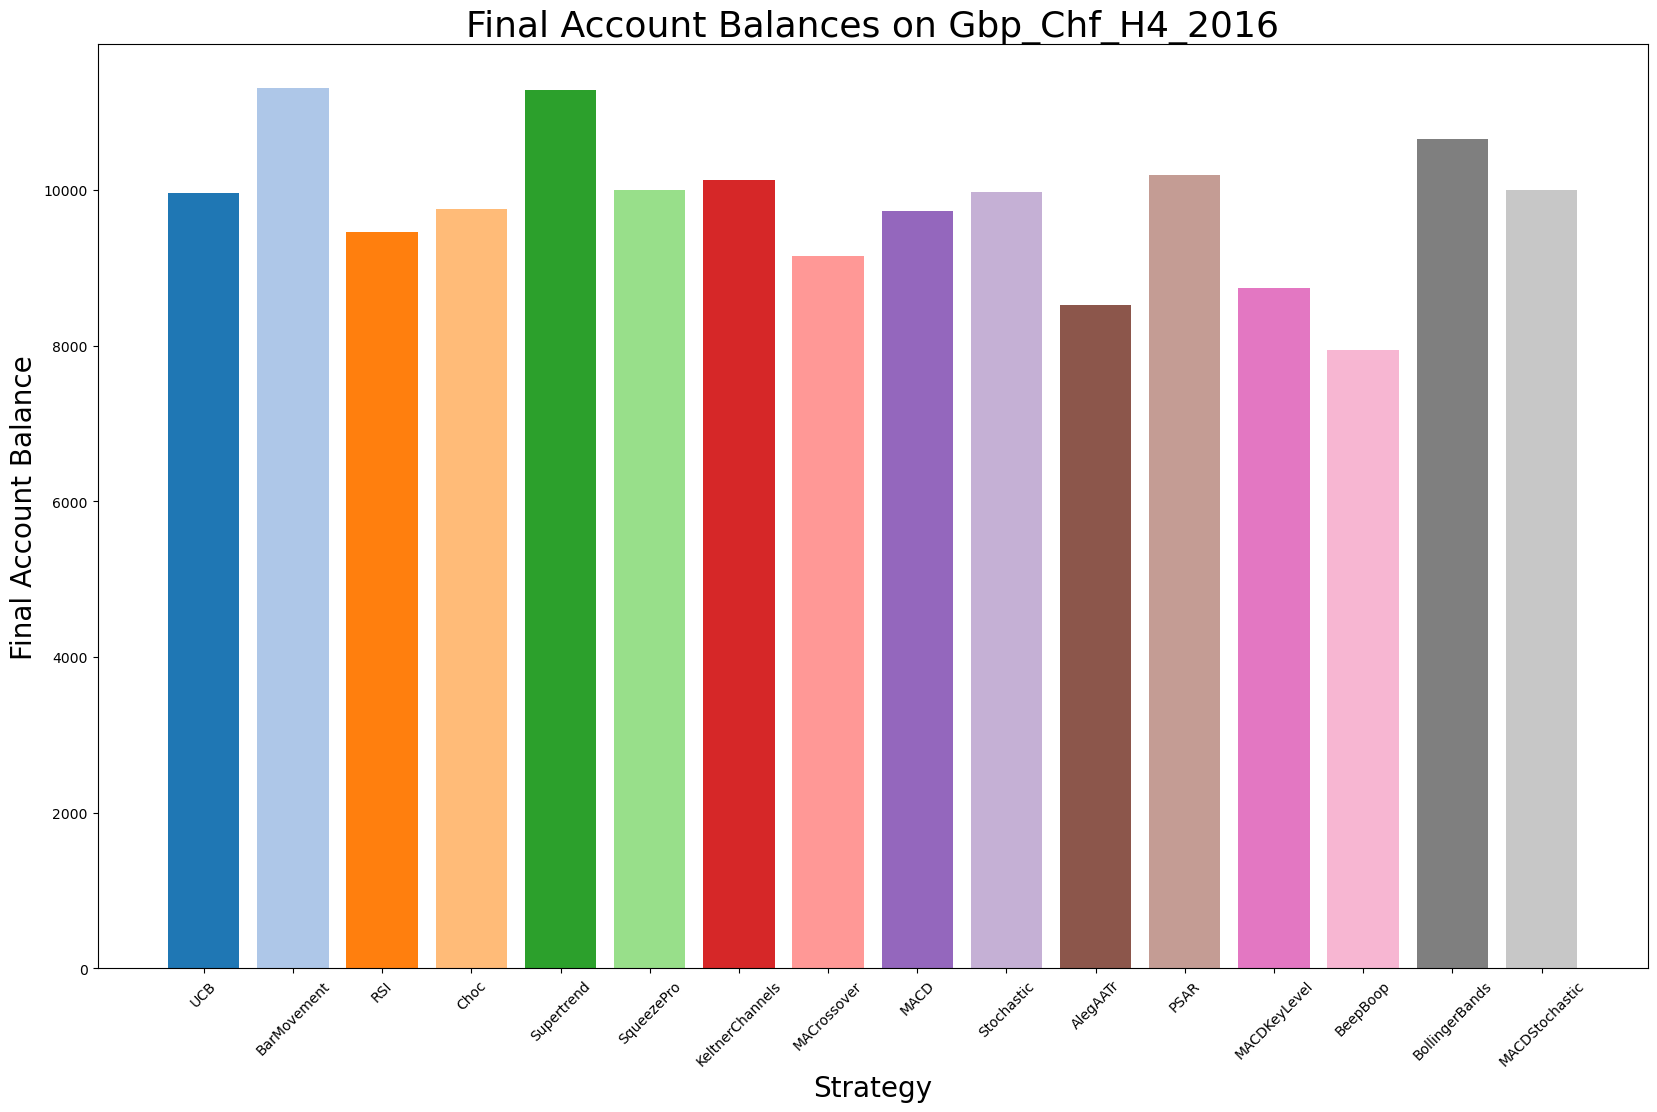 Final Account Balances on Gbp_Chf_H4_2016
Final Account Balance
10000
8000
6000
4000
2000
0
UCB
BarMovement
RSI
Choc
Supertrend
SqueezePro
KeltnerChannels
MACrossover
MACD
Stochastic
AlegAATr
PSAR
MACDKeyLevel
BeepBoop
BollingerBands
MACDStochastic
Strategy